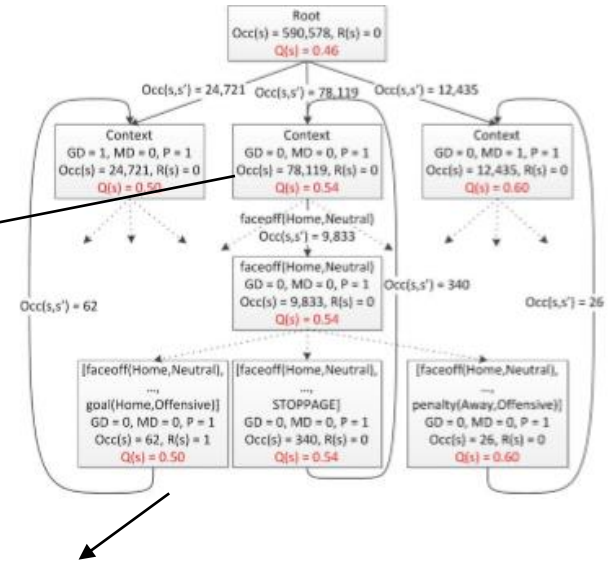 Root
Occ(s) = 590,578, R(s) = 0
Q(s) = 0.46
Occ(s,s') = 24,721
Occ(s,s') = 78,119
Occ(s,s') = 12,435
Context
GD = 1, MD = 0, P = 1
Occ(s) = 24,721, R(s) = 0
Q(s) = 0.50
Context
GD = 0, MD = 0, P = 1
Occ(s) = 78,119, R(s) = 0
Q(s) = 0.54
Context
GD = 0, MD = 1, P = 1
Occ(s) = 12,435, R(s) = 0
Q(s) = 0.60
faceoff(Home,Neutral)
Occ(s,s') = 9,833
faceoff(Home,Neutral)
GD = 0, MD = 0, P = 1
Occ(s) = 9,833, R(s) = 0
Q(s) = 0.54
Occ(s,s') = 62
Occ(s,s') = 340
Occ(s,s') = 26
[faceoff(Home,Neutral),
...,
goal(Home,Offensive)]
GD = 0, MD = 0, P = 1
Occ(s) = 62, R(s) = 1
Q(s) = 0.50
[faceoff(Home,Neutral),
...,
STOPPAGE]
GD = 0, MD = 0, P = 1
Occ(s) = 340, R(s) = 0
Q(s) = 0.54
[faceoff(Home,Neutral),
...,
penalty(Away,Offensive)]
GD = 0, MD = 0, P = 1
Occ(s) = 26, R(s) = 0
Q(s) = 0.60